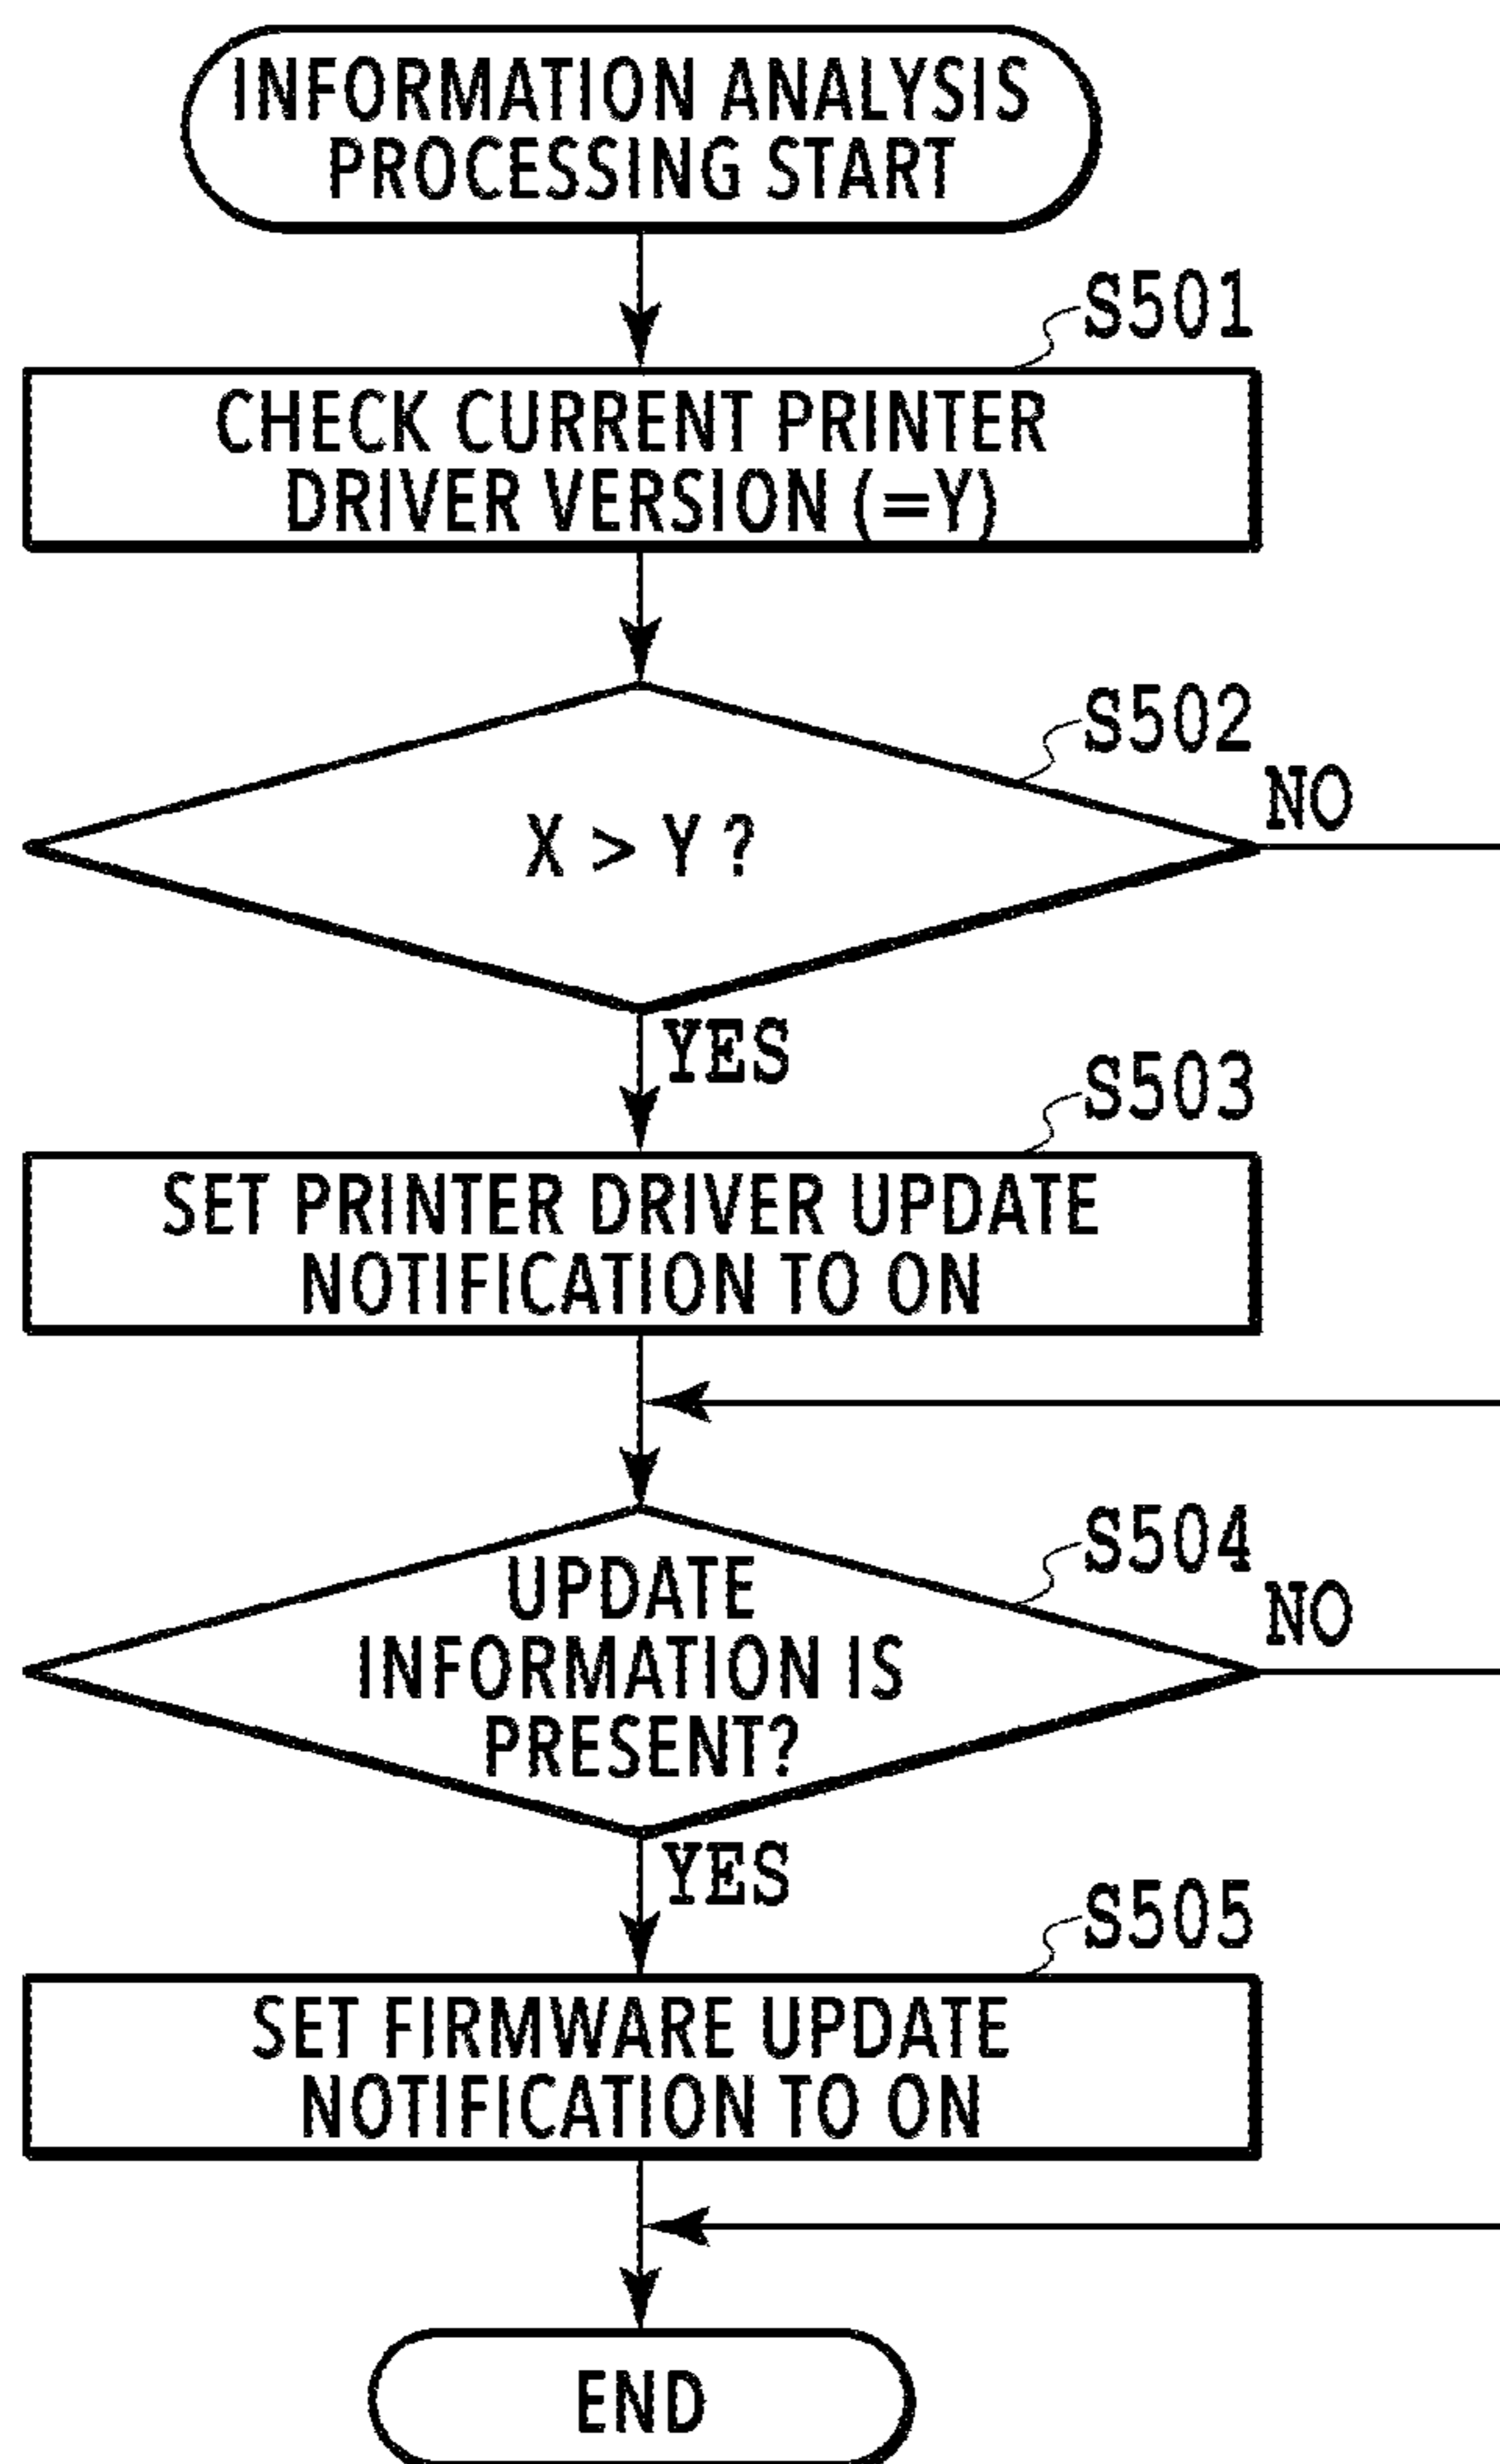 INFORMATION ANALYSIS
PROCESSING START
S501
CHECK CURRENT PRINTER
DRIVER VERSION (=Y)
S502
NO
X > Y ?
YES
S503
SET PRINTER DRIVER UPDATE
NOTIFICATION TO ON
S504
NO
UPDATE
INFORMATION IS
PRESENT?
YES
S505
SET FIRMWARE UPDATE
NOTIFICATION TO ON
END